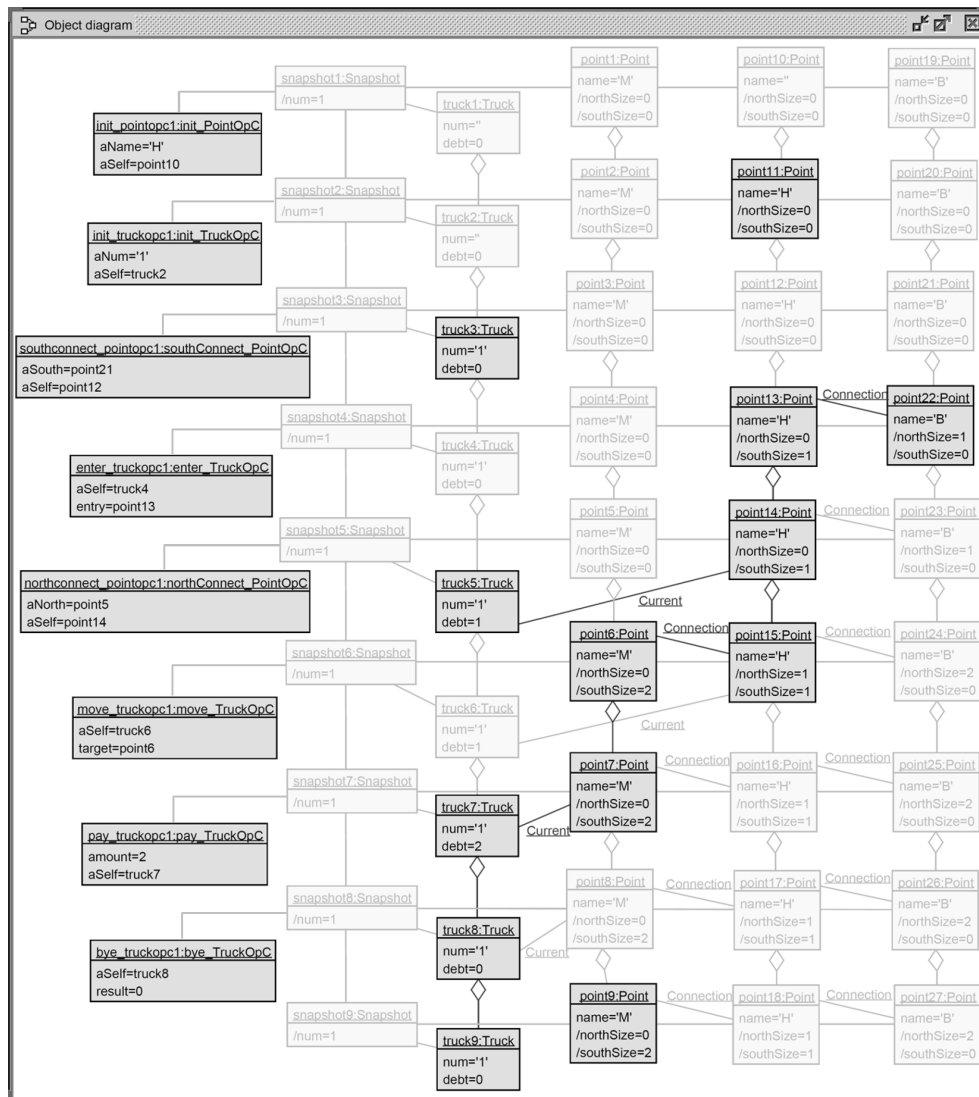 Object diagram
snapshot1:Snapshot
/num=1
truck1:Truck
num=''
debt=0
point1:Point
name='M'
/northSize=0
/southSize=0
point10:Point
name=''
/northSize=0
/southSize=0
point19:Point
name='B'
/northSize=0
/southSize=0
init_pointopc1:init_PointOpC
aName='H'
aSelf=point10
snapshot2:Snapshot
/num=1
truck2:Truck
num=''
debt=0
point2:Point
name='M'
/northSize=0
/southSize=0
point11:Point
name='H'
/northSize=0
/southSize=0
point20:Point
name='B'
/northSize=0
/southSize=0
init_truckopc1:init_TruckOpC
aNum='1'
aSelf=truck2
snapshot3:Snapshot
/num=1
truck3:Truck
num='1'
debt=0
point3:Point
name='M'
/northSize=0
/southSize=0
point12:Point
name='H'
/northSize=0
/southSize=0
point21:Point
name='B'
/northSize=0
/southSize=0
southconnect_pointopc1:southConnect_PointOpC
aSouth=point21
aSelf=point12
snapshot4:Snapshot
/num=1
truck4:Truck
num='1'
debt=0
point4:Point
name='M'
/northSize=0
/southSize=0
point13:Point
name='H'
/northSize=0
/southSize=1
Connection
point22:Point
name='B'
/northSize=1
/southSize=0
enter_truckopc1:enter_TruckOpC
aSelf=truck4
entry=point13
snapshot5:Snapshot
/num=1
truck5:Truck
num='1'
debt=1
Current
point5:Point
name='M'
/northSize=0
/southSize=0
point14:Point
name='H'
/northSize=0
/southSize=1
Connection
point23:Point
name='B'
/northSize=1
/southSize=0
northconnect_pointopc1:northConnect_PointOpC
aNorth=point5
aSelf=point14
snapshot6:Snapshot
/num=1
truck6:Truck
num='1'
debt=1
Current
point6:Point
name='M'
/northSize=0
/southSize=2
Connection
point15:Point
name='H'
/northSize=1
/southSize=1
Connection
point24:Point
name='B'
/northSize=2
/southSize=0
move_truckopc1:move_TruckOpC
aSelf=truck6
target=point6
snapshot7:Snapshot
/num=1
truck7:Truck
num='1'
debt=2
Current
point7:Point
name='M'
/northSize=0
/southSize=2
Connection
point16:Point
name='H'
/northSize=1
/southSize=1
Connection
point25:Point
name='B'
/northSize=2
/southSize=0
pay_truckopc1:pay_TruckOpC
amount=2
aSelf=truck7
snapshot8:Snapshot
/num=1
truck8:Truck
num='1'
debt=0
Current
point8:Point
name='M'
/northSize=0
/southSize=2
Connection
point17:Point
name='H'
/northSize=1
/southSize=1
Connection
point26:Point
name='B'
/northSize=2
/southSize=0
bye_truckopc1:bye_TruckOpC
aSelf=truck8
result=0
snapshot9:Snapshot
/num=1
truck9:Truck
num='1'
debt=0
point9:Point
name='M'
/northSize=0
/southSize=2
Connection
point18:Point
name='H'
/northSize=1
/southSize=1
Connection
point27:Point
name='B'
/northSize=2
/southSize=0